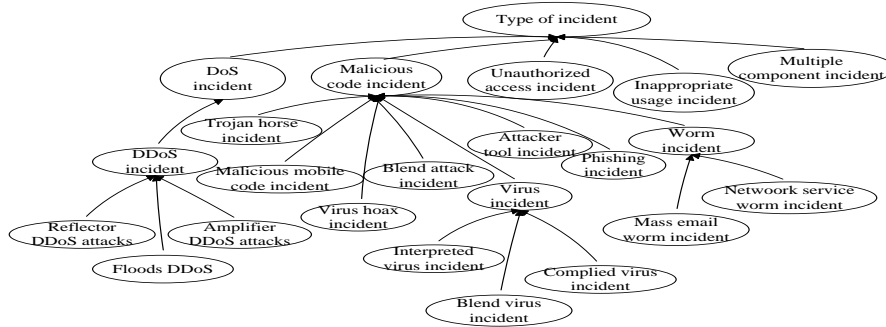 Type of incident
DoS
incident
Malicious
code incident
Unauthorized
access incident
Inappropriate
usage incident
Multiple
component incident
Trojan horse
incident
Attacker
tool incident
Worm
incident
DDoS
incident
Malicious mobile
code incident
Blend attack
incident
Phishing
incident
Virus hoax
incident
Virus
incident
Netwoork service
worm incident
Reflector
DDoS attacks
Amplifier
DDoS attacks
Mass email
worm incident
Floods DDoS
Interpreted
virus incident
Complied virus
incident
Blend virus
incident